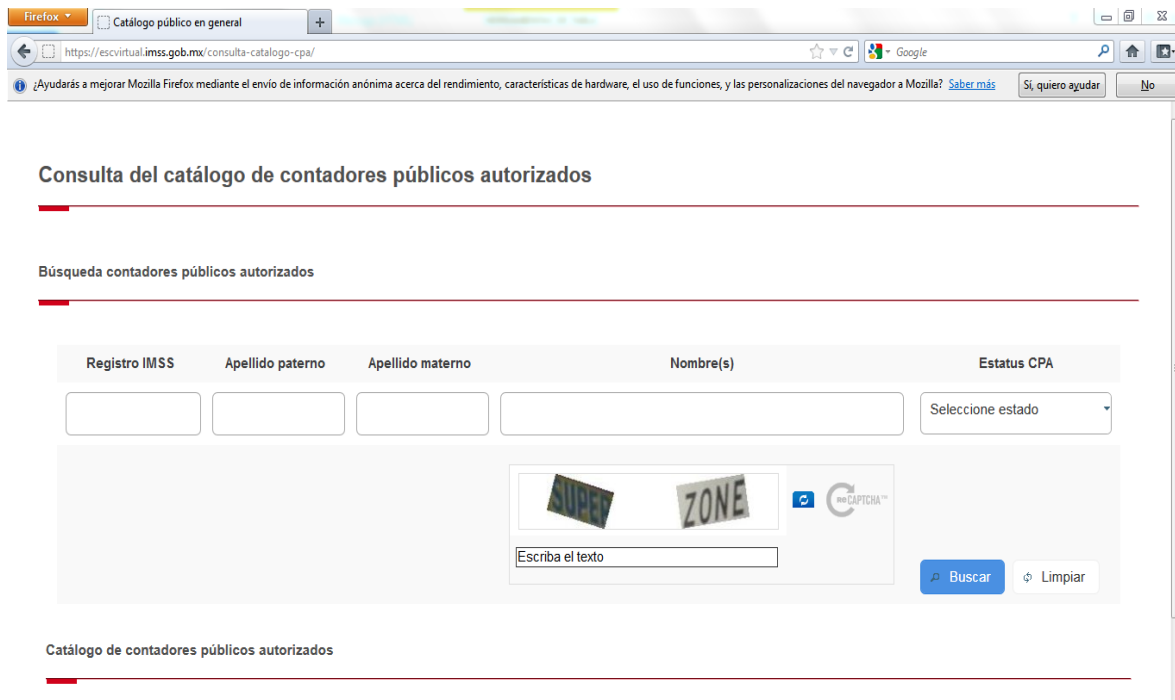 Firefox
Catálogo público en general
https://escvirtual.imss.gob.mx/consulta-catalogo-cpa/
Google
¿Ayudarás a mejorar Mozilla Firefox mediante el envío de información anónima acerca del rendimiento, características de hardware, el uso de funciones, y las personalizaciones del navegador a Mozilla? Saber más
Sí, quiero ayudar
No
Consulta del catálogo de contadores públicos autorizados
Búsqueda contadores públicos autorizados
Registro IMSS Apellido paterno Apellido materno Nombre(s) Estatus CPA
Seleccione estado
SUPER ZONE
reCAPTCHA™
Escriba el texto
Buscar Limpiar
Catálogo de contadores públicos autorizados